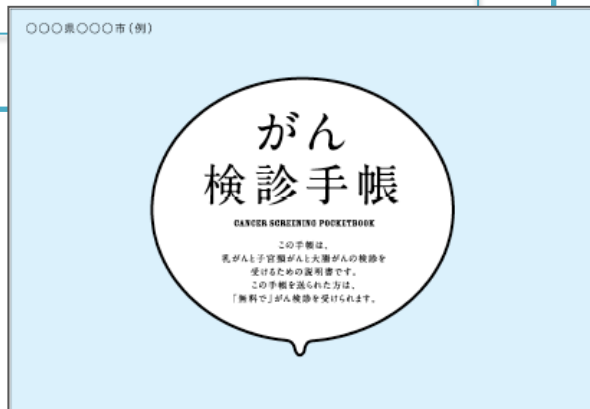 ○○○県○○○市(例)
がん
検診手帳
CANCER SCREENING POCKETBOOK
この手帳は、
乳がんと子宮頸がんと大腸がんの検診を
受けるための説明書です。
この手帳を送られた方は、
「無料で」がん検診を受けられます。